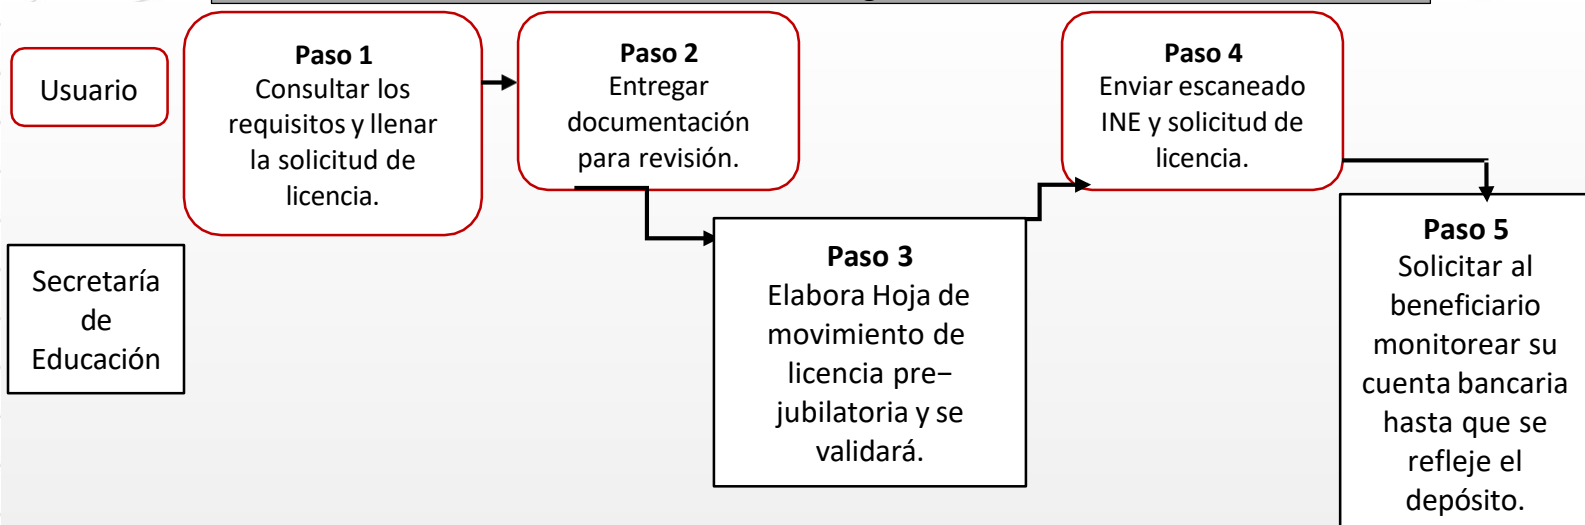 Usuario
Paso 1
Consultar los
requisitos y llenar
la solicitud de
licencia.
Paso 2
Entregar
documentación
para revisión.
Paso 4
Enviar escaneado
INE y solicitud de
licencia.
Secretaría
de
Educación
Paso 3
Elabora Hoja de
movimiento de
licencia pre–
jubilatoria y se
validará.
Paso 5
Solicitar al
beneficiario
monitorear su
cuenta bancaria
hasta que se
refleje el
depósito.